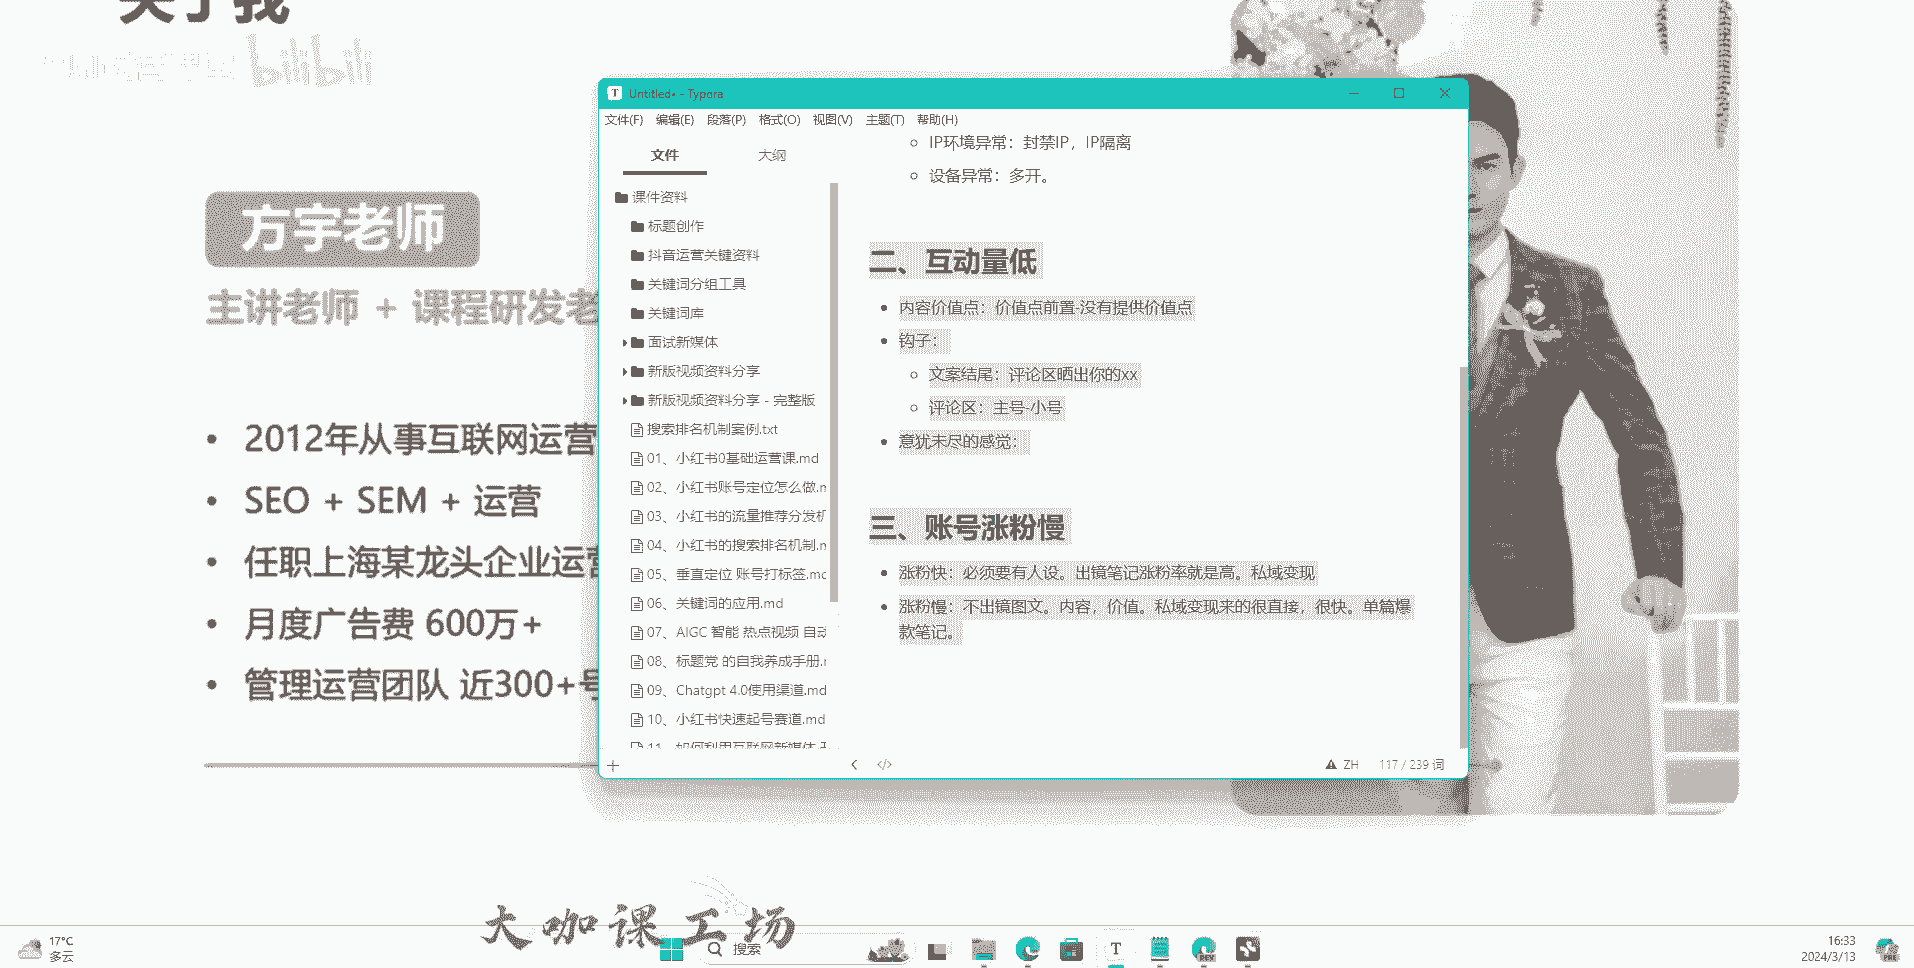 关于我
bilibili
方宇老师
主讲老师 + 课程研发老
2012年从事互联网运营
SEO + SEM + 运营
任职上海某龙头企业运营
月度广告费 600万+
管理运营团队 近300+号
Untitled• - Typora
文件(F) 编辑(E) 段落(P) 格式(O) 视图(V) 主题(T) 帮助(H)
文件 大纲
课件资料
标题创作
抖音运营关键资料
关键词分组工具
关键词库
面试新媒体
新版视频资料分享
新版视频资料分享 - 完整版
搜索排名机制案例.txt
01、小红书0基础运营课.md
02、小红书账号定位怎么做.m
03、小红书的流量推荐分发机
04、小红书的搜索排名机制.m
05、垂直定位 账号打标签.md
06、关键词的应用.md
07、AIGC 智能 热点视频 自动
08、标题党 的自我养成手册.m
09、Chatgpt 4.0使用渠道.md
10、小红书快速起号赛道.md
11、如何利用互联网新媒体
IP环境异常：封禁IP，IP隔离
设备异常：多开。
二、互动量低
内容价值点：价值点前置-没有提供价值点
钩子：
文案结尾：评论区晒出你的xx
评论区：主号-小号
意犹未尽的感觉：
三、账号涨粉慢
涨粉快：必须要有人设。出镜笔记涨粉率就是高。私域变现
涨粉慢：不出镜图文。内容，价值。私域变现来的很直接，很快。单篇爆
款笔记。
ZH 117 / 239 词
大咖课工场
17°C
多云
搜索
16:33
2024/3/13